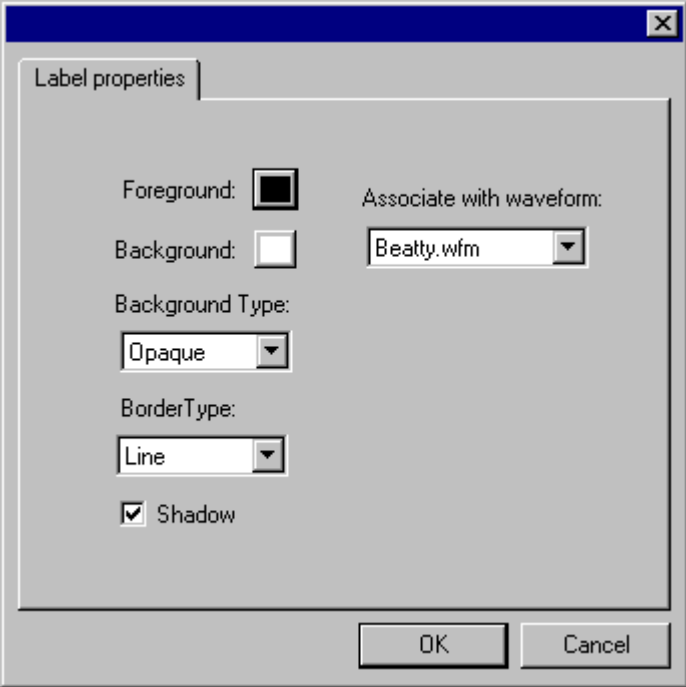 Label properties
Foreground:
Background:
Background Type:
Opaque
BorderType:
Line
Shadow
Associate with waveform:
Beatty.wfm
OK
Cancel